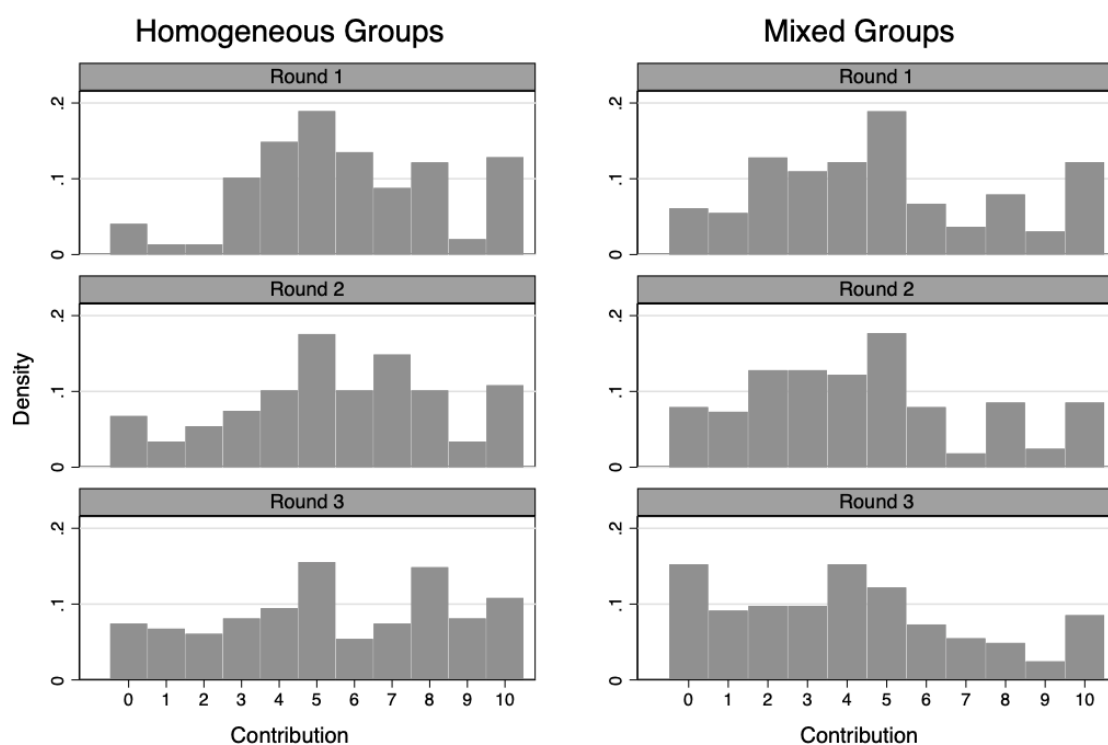 Homogeneous Groups
Round 1
.2
.1
0
Round 2
.2
.1
0
Round 3
.2
.1
0
0 1 2 3 4 5 6 7 8 9 10
Contribution
Density
Mixed Groups
Round 1
.2
.1
0
Round 2
.2
.1
0
Round 3
.2
.1
0
0 1 2 3 4 5 6 7 8 9 10
Contribution